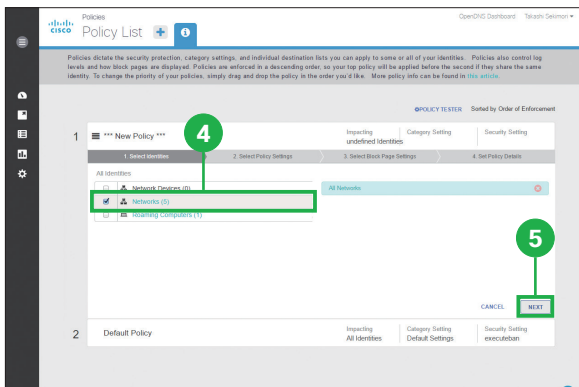 Policies
OpenDNS Dashboard Takashi Sekimon
CISCO
Policy List + i
Policies dictate the security protection, category settings, and individual destination lists you can apply to some or all of your identities. Policies also control log
levels and how block pages are displayed. Policies are enforced in a descending order, so your top policy will be applied before the second if they share the same
identity. To change the priority of your policies, simply drag and drop the policy in the order you'd like. More policy info can be found in this article.
POLICY TESTER Sorted by Order of Enforcement
1 *** New Policy ***
4
Impacting
undefined Identities
Category Setting
Security Setting
1. Select Identities 2. Select Policy Settings 3. Select Block Page Settings 4. Set Policy Details
All Identities
Network Devices (0)
Networks (5)
Roaming Computers (1)
All Networks
5
CANCEL NEXT
2 Default Policy
Impacting
All Identities
Category Setting
Default Settings
Security Setting
executeban